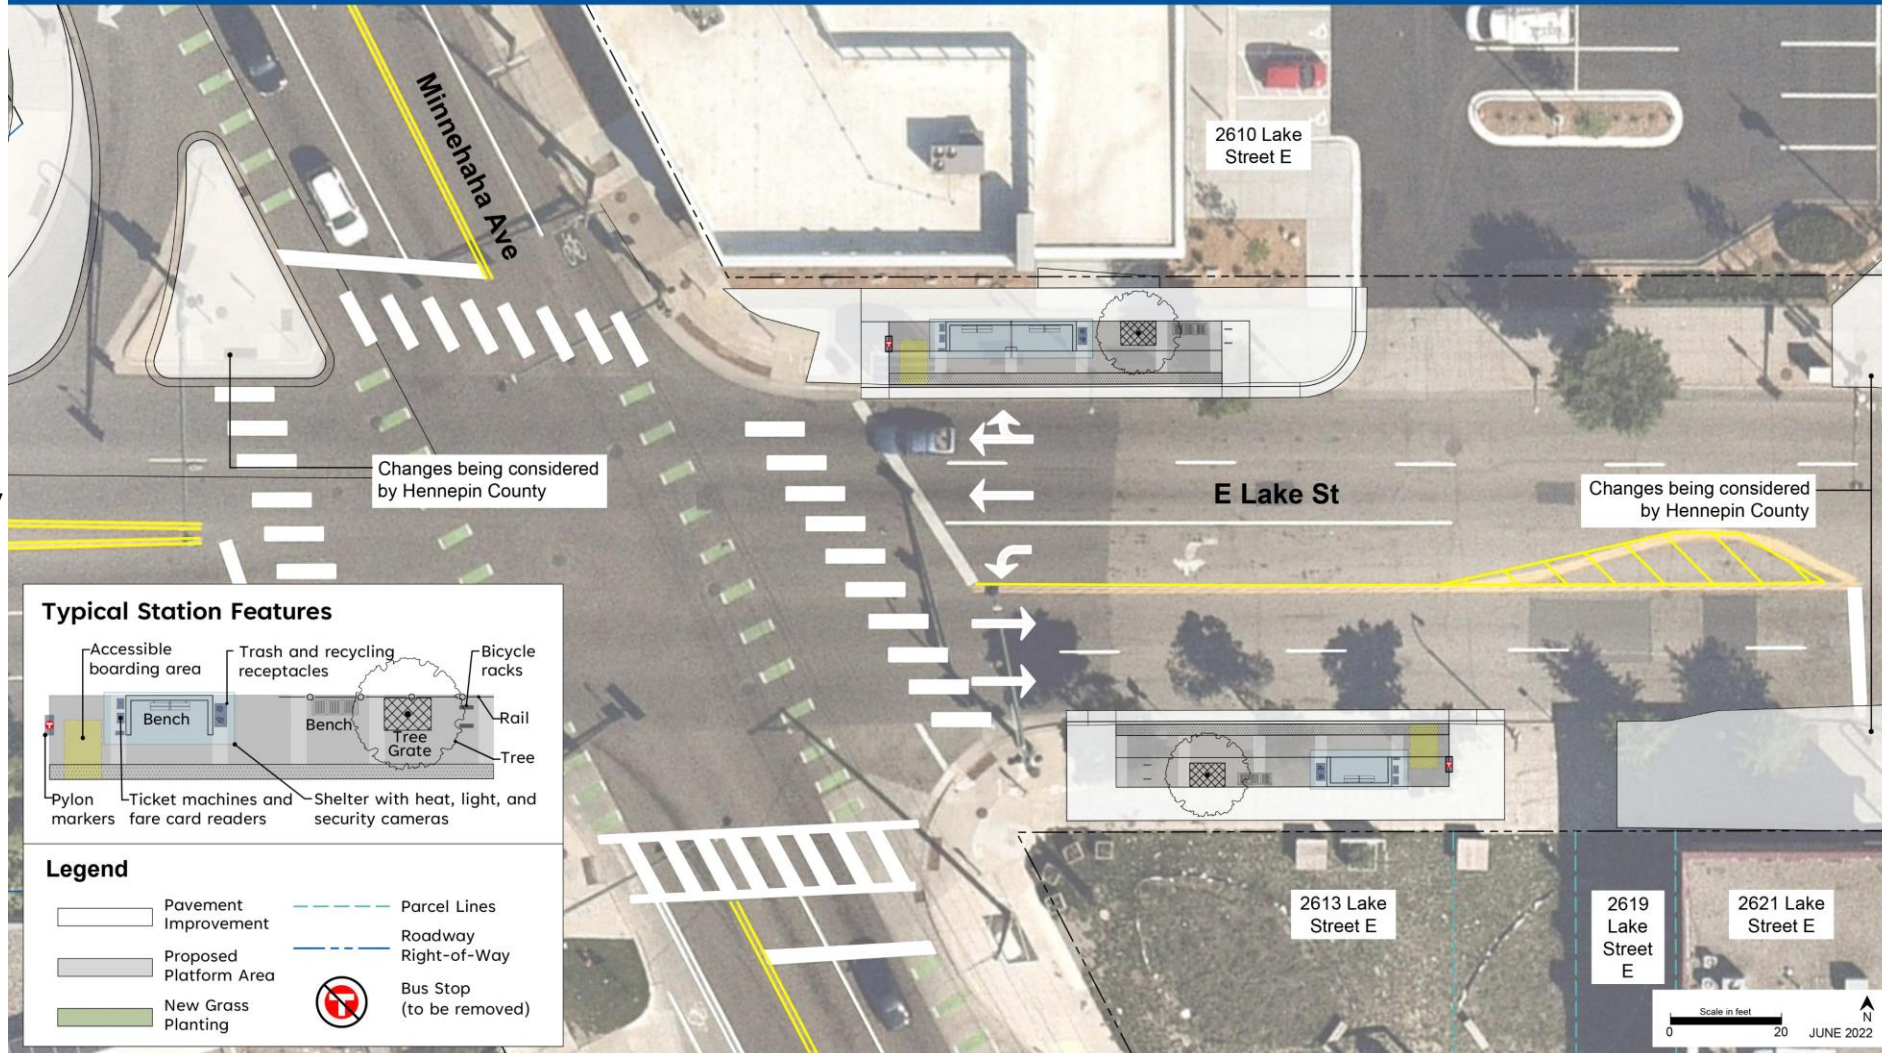 Minnehaha Ave
2610 Lake
Street E
Changes being considered
by Hennepin County
E Lake St
Changes being considered
by Hennepin County
Typical Station Features
Accessible
boarding area
Trash and recycling
receptacles
Bicycle
racks
Bench
Bench
Tree
Grate
Rail
Tree
Pylon
markers
Ticket machines and
fare card readers
Shelter with heat, light, and
security cameras
Legend
Pavement
Improvement
Proposed
Platform Area
New Grass
Planting
Parcel Lines
Roadway
Right-of-Way
Bus Stop
(to be removed)
2613 Lake
Street E
2619
Lake
Street
E
2621 Lake
Street E
Scale in feet
0 20
N
JUNE 2022